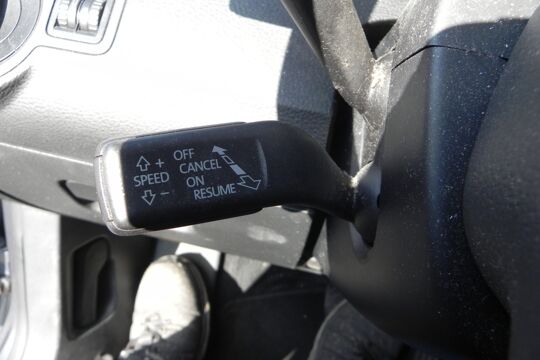 OFF
CANCEL
ON
RESUME
+
SPEED
-